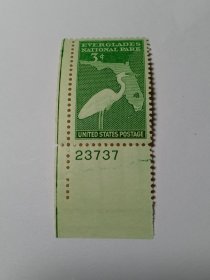 EVERGLADES
NATIONAL PARK
3¢
UNITED STATES POSTAGE
23737